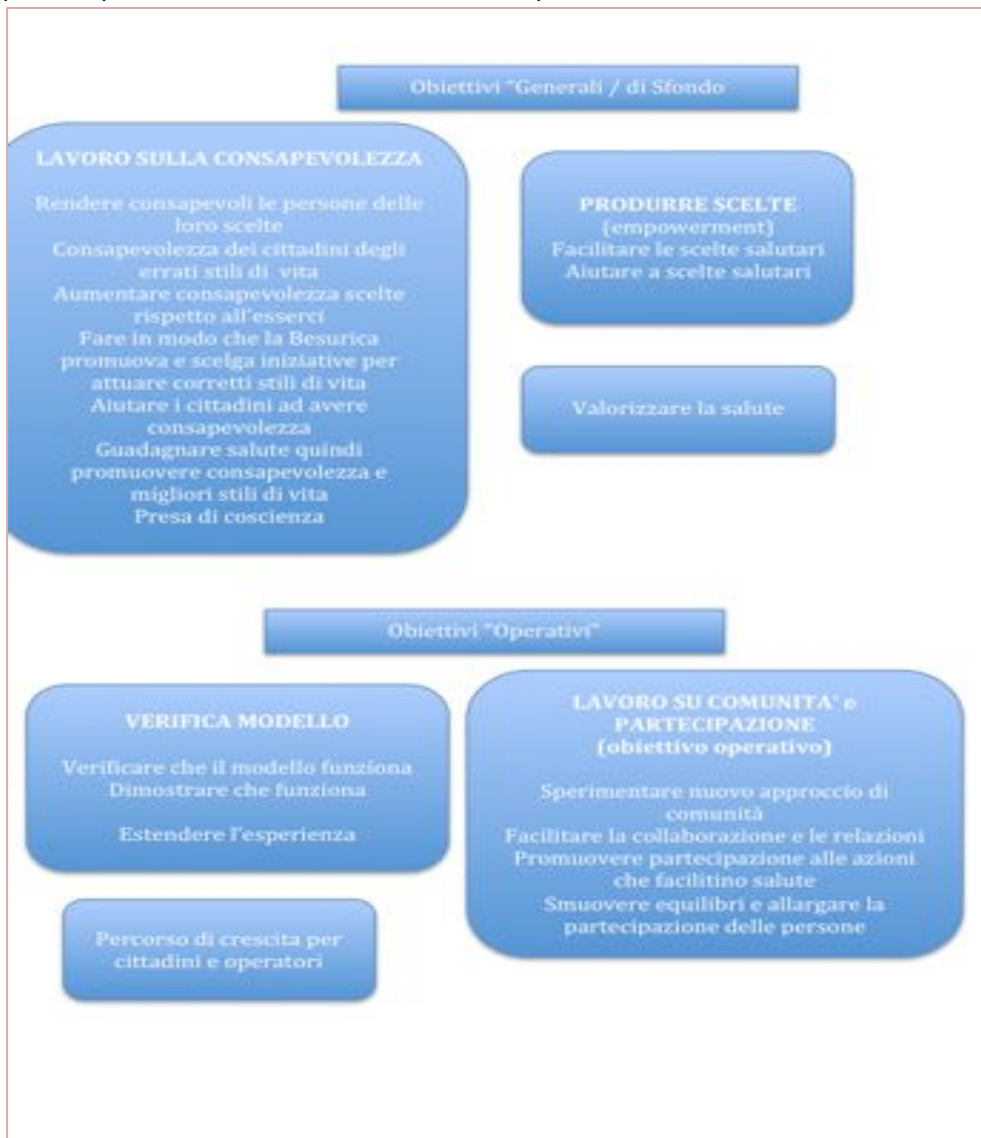 Obiettivi "Generali / di Sfondo
LAVORO SULLA CONSAPEVOLEZZA
Rendere consapevoli le persone delle
loro scelte
Consapevolezza dei cittadini degli
errati stili di vita
Aumentare consapevolezza scelte
rispetto all'esserci
Fare in modo che la Besurica
promuova e scelga iniziative per
attuare corretti stili di vita
Aiutare i cittadini ad avere
consapevolezza
Guadagnare salute quindi
promuovere consapevolezza e
migliori stili di vita
Presa di coscienza
PRODURRE SCELTE
(empowerment)
Facilitare le scelte salutari
Aiutare a scelte salutari
Valorizzare la salute
Obiettivi "Operativi"
VERIFICA MODELLO
Verificare che il modello funziona
Dimostrare che funziona
Estendere l'esperienza
Percorso di crescita per
cittadini e operatori
LAVORO SU COMUNITA' e
PARTECIPAZIONE
(obiettivo operativo)
Sperimentare nuovo approccio di
comunità
Facilitare la collaborazione e le relazioni
Promuovere partecipazione alle azioni
che facilitino salute
Smuovere equilibri e allargare la
partecipazione delle persone